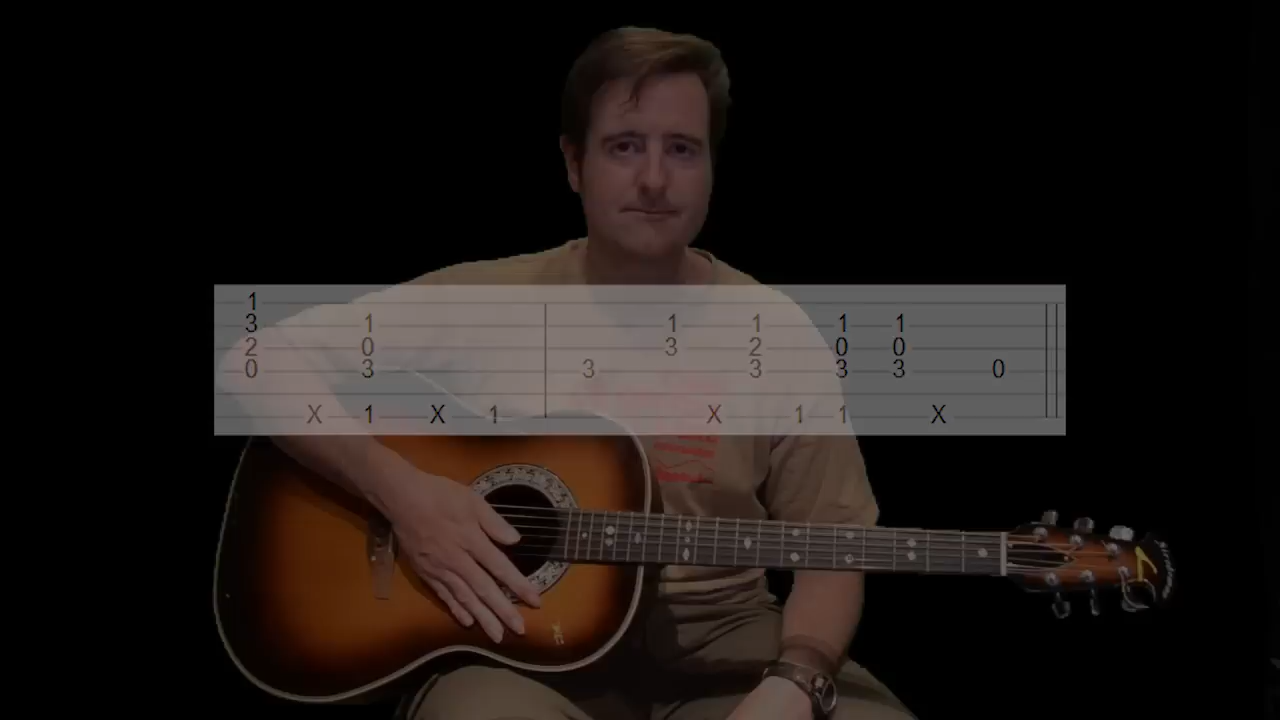 1
3 1 1 1 1 1
2 0 3 2 0 0
0 3 3 3 3 3 0
X 1 X 1 X 1 1 X